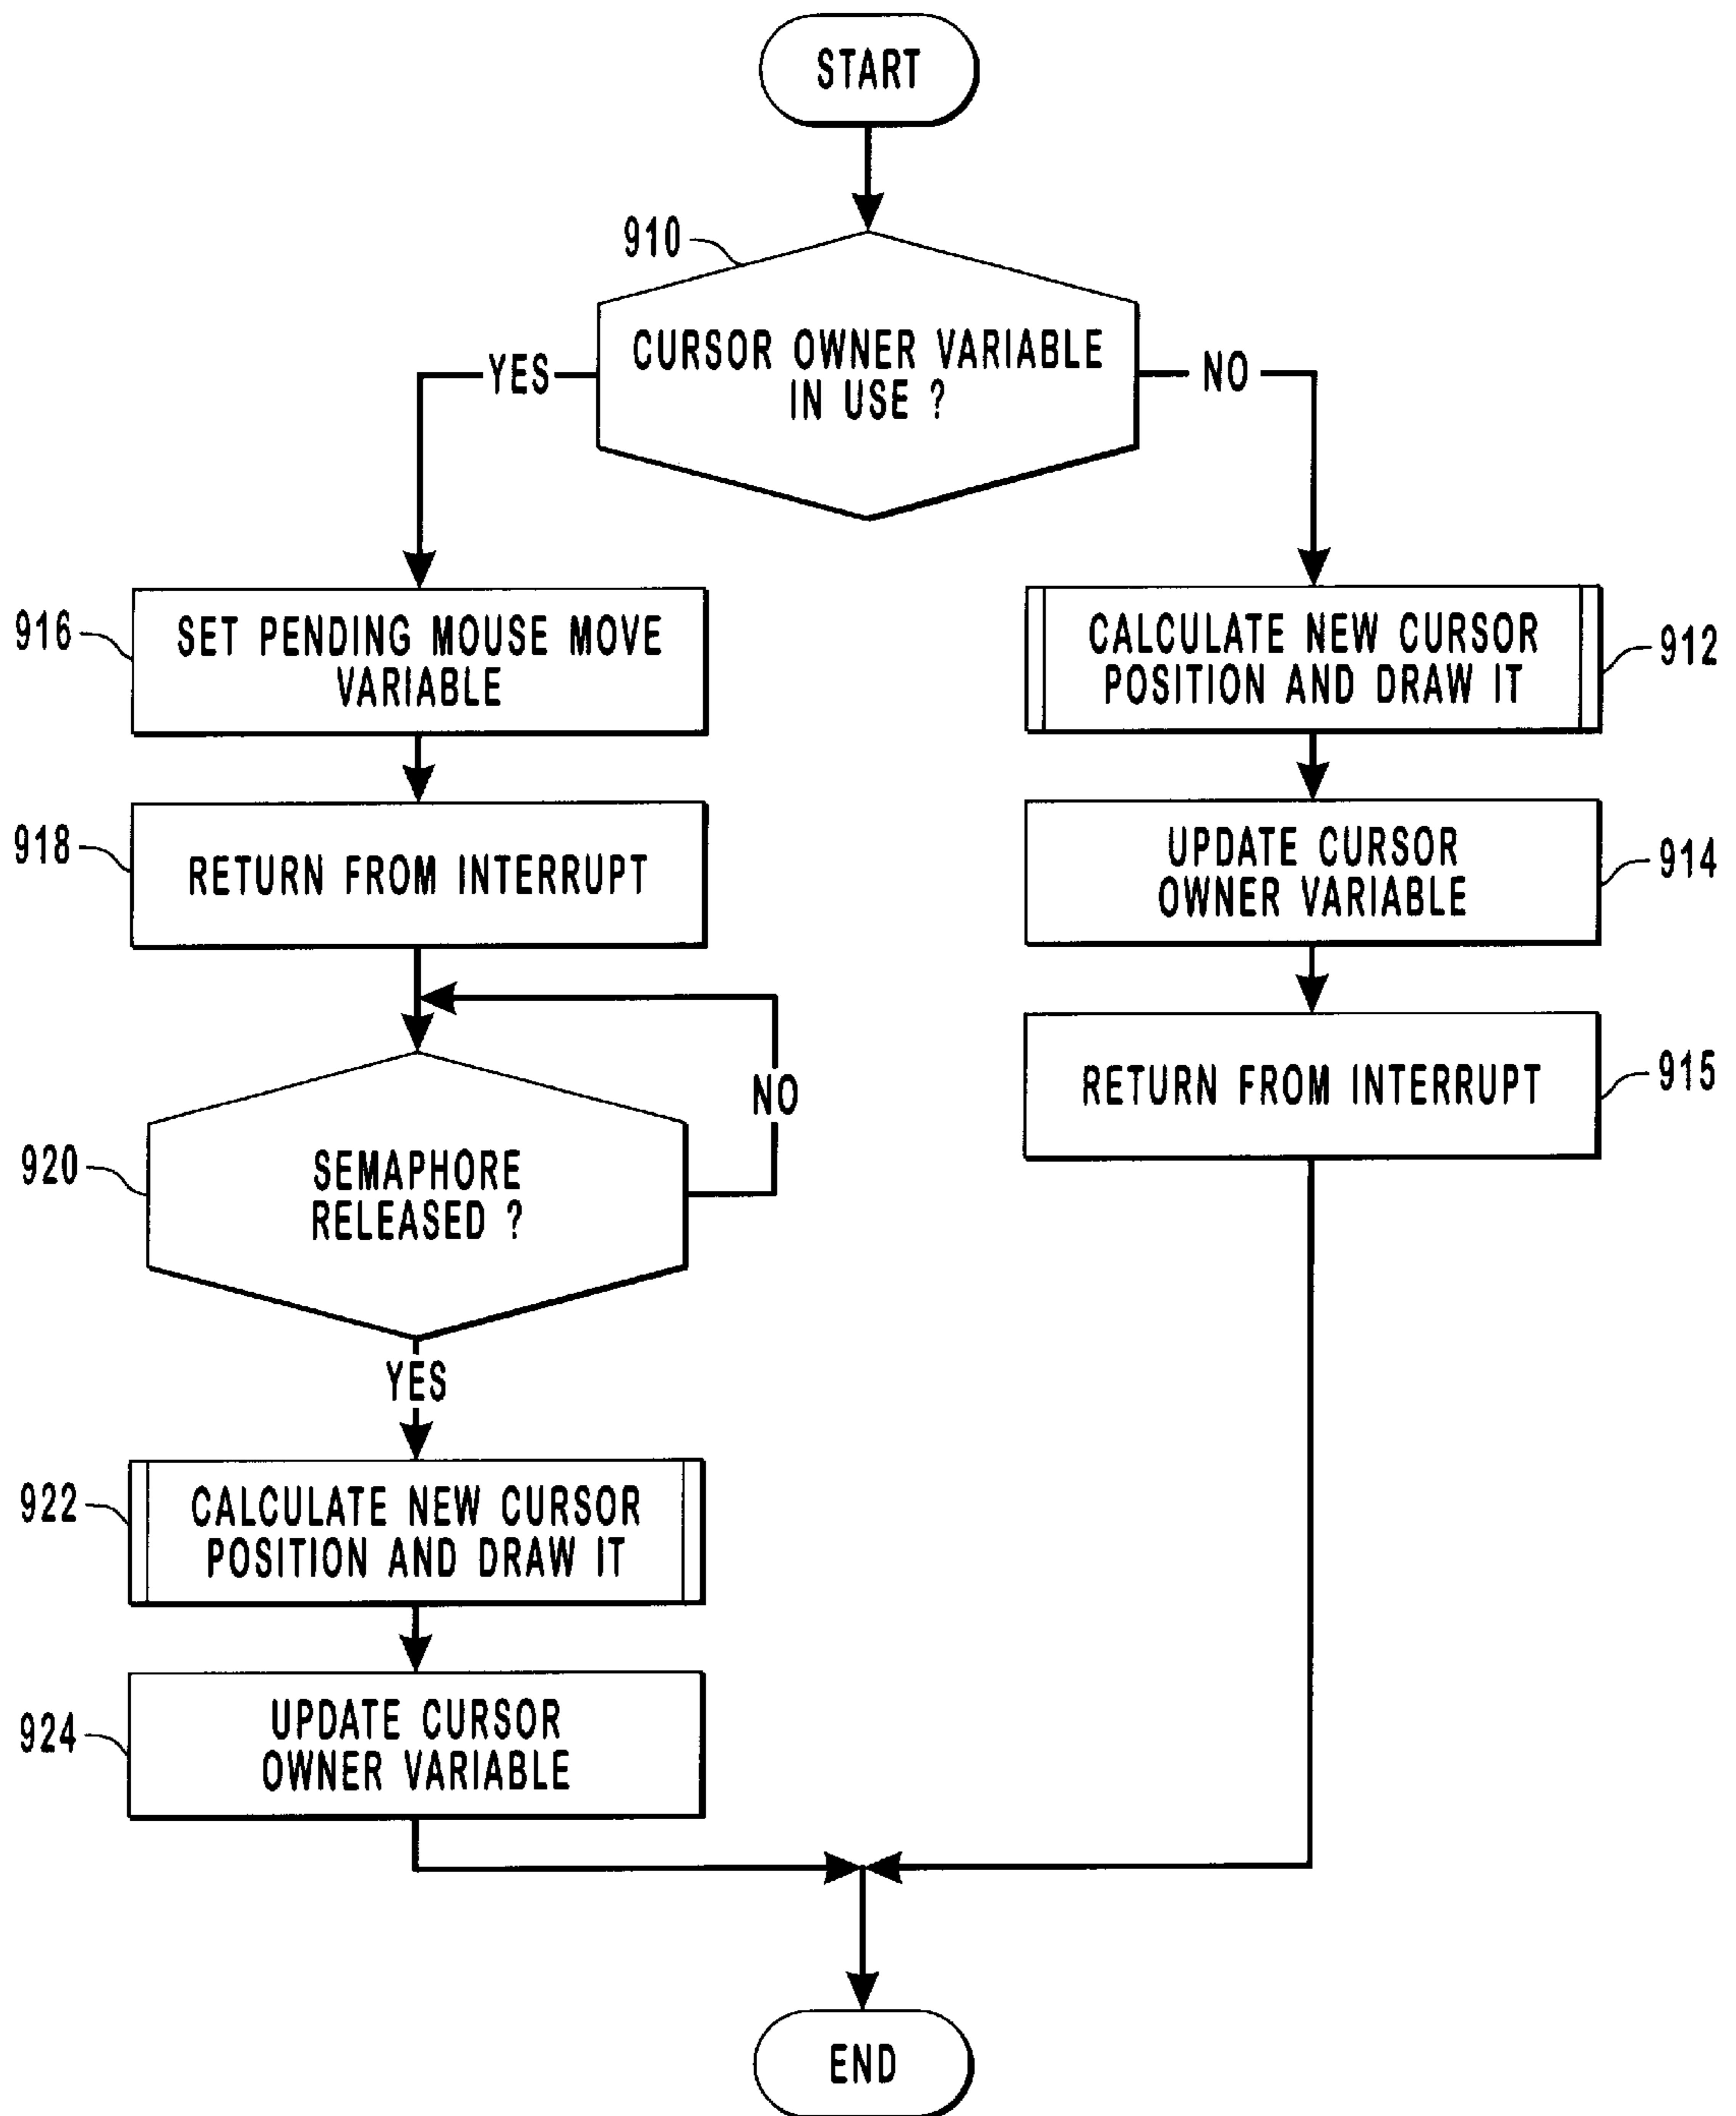 START
910
CURSOR OWNER VARIABLE
IN USE ?
YES
NO
916
SET PENDING MOUSE MOVE
VARIABLE
CALCULATE NEW CURSOR
POSITION AND DRAW IT
912
918
RETURN FROM INTERRUPT
UPDATE CURSOR
OWNER VARIABLE
914
RETURN FROM INTERRUPT
915
NO
920
SEMAPHORE
RELEASED ?
YES
922
CALCULATE NEW CURSOR
POSITION AND DRAW IT
924
UPDATE CURSOR
OWNER VARIABLE
END